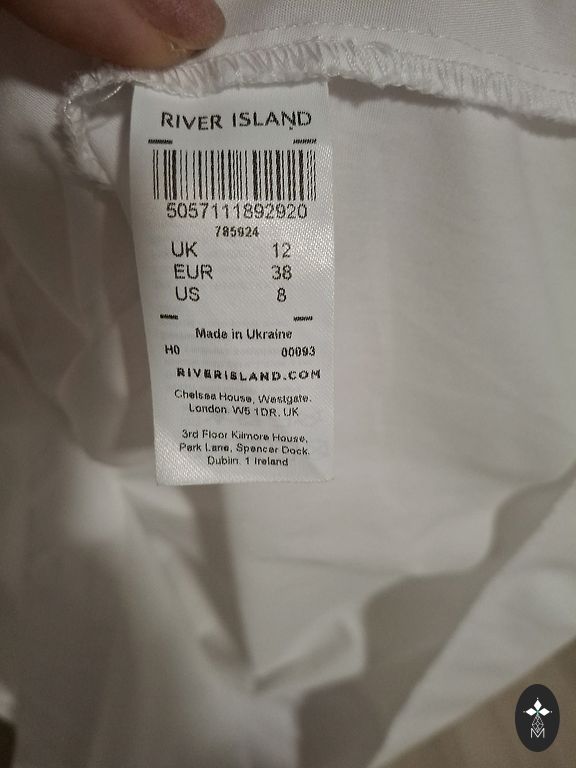 RIVER ISLAND
5057111892920
785924
UK 12
EUR 38
US 8
Made in Ukraine
H0 00093
RIVERISLAND.COM
Chelsea House, Westgate.
London. W5 1DR. UK
3rd Floor Kilmore House,
Park Lane, Spencer Dock.
Dublin. 1 Ireland
M